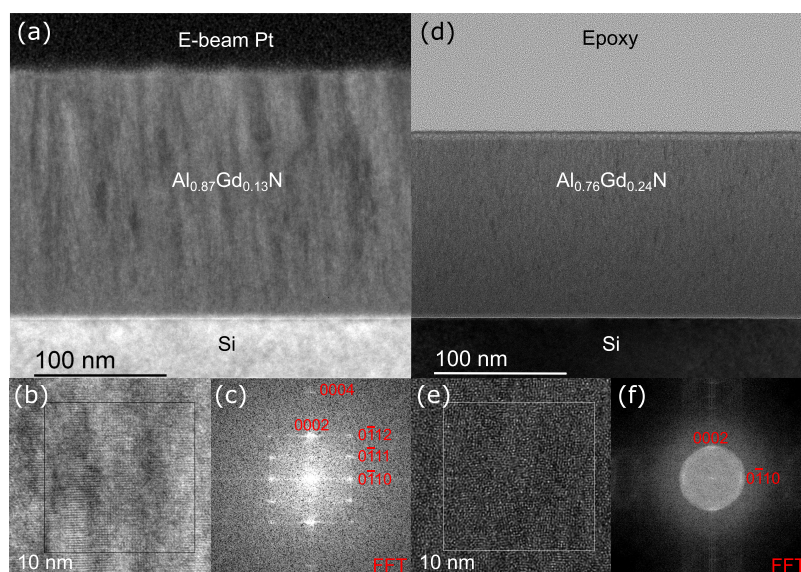 (a)
E-beam Pt
Al₀.₈₇Gd₀.₁₃N
Si
100 nm
(d)
Epoxy
Al₀.₇₆Gd₀.₂₄N
Si
100 nm
(b)
10 nm
(c)
0004
0002
01̅12
01̅11
01̅10
FFT
(e)
10 nm
(f)
0002
01̅10
FFT